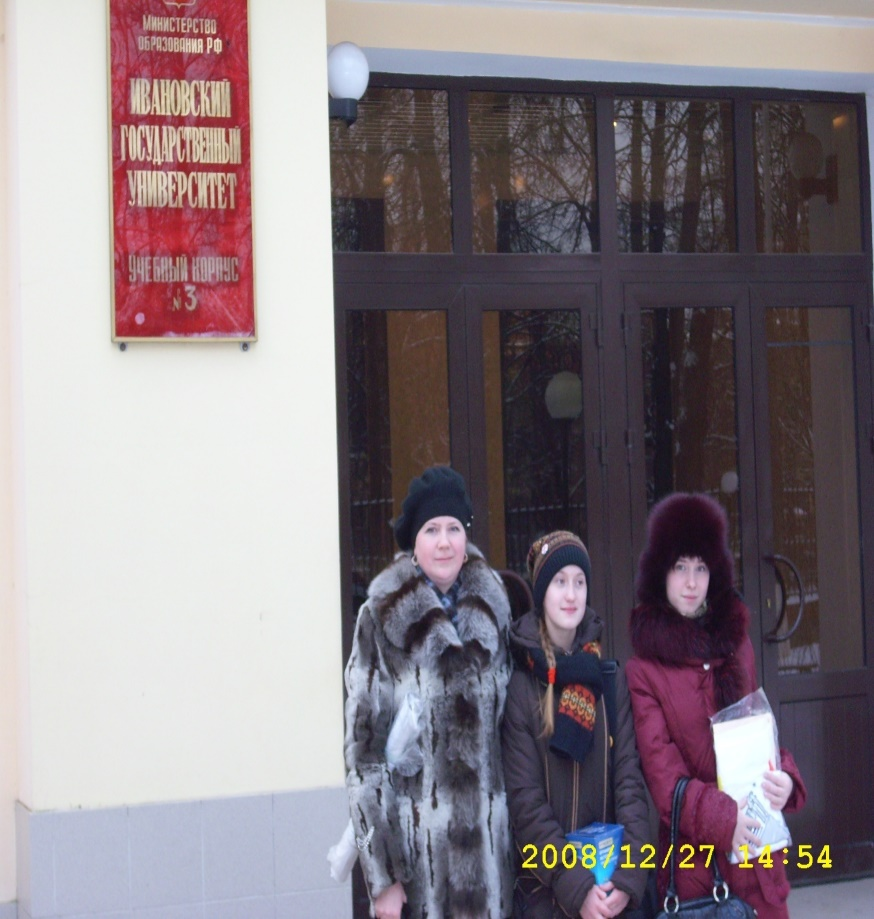 МИНИСТЕРСТВО
ОБРАЗОВАНИЯ РФ
ИВАНОВСКИЙ
ГОСУДАРСТВЕННЫЙ
УНИВЕРСИТЕТ
УЧЕБНЫЙ КОРПУС
№3
2008/12/27 14:54